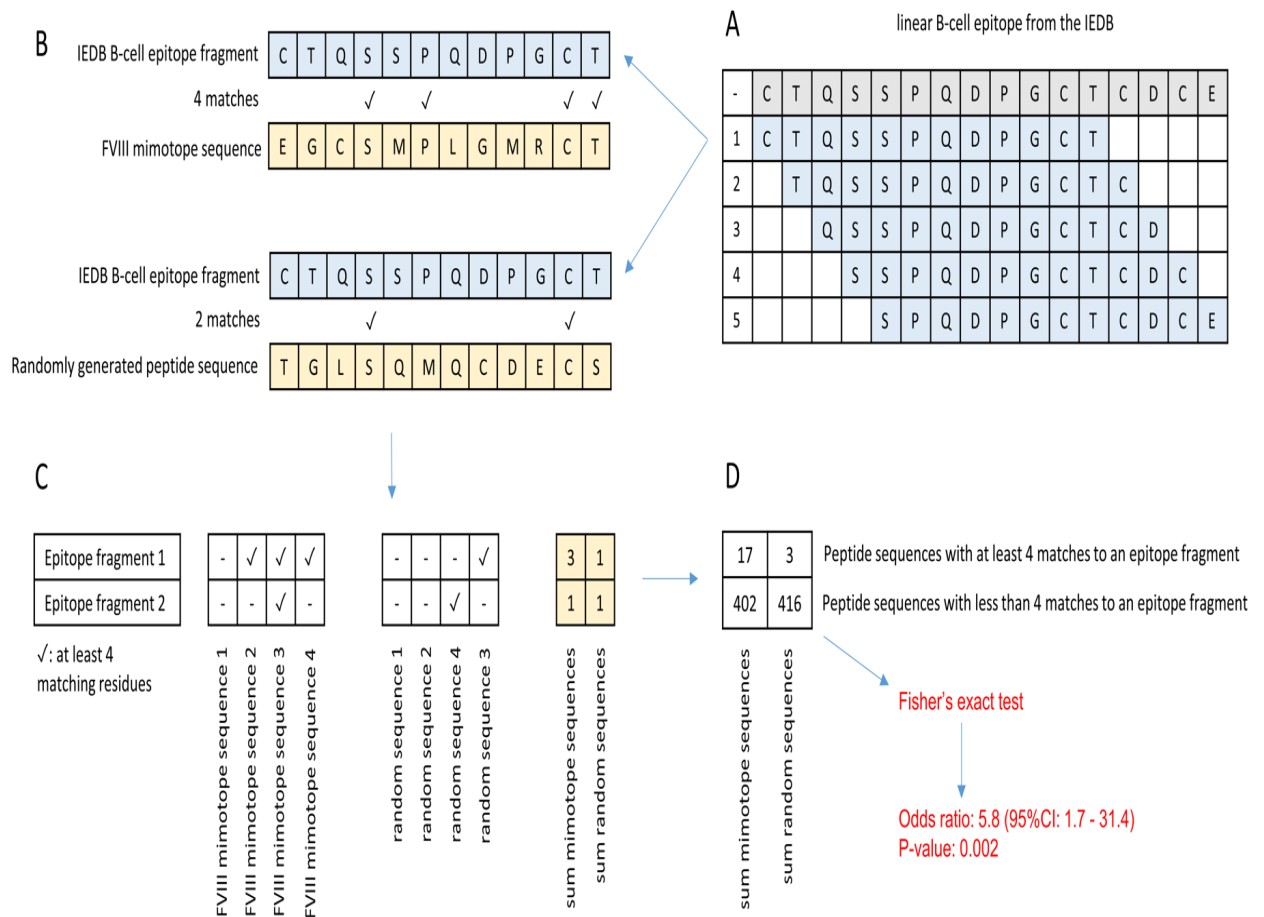 B
IEDB B-cell epitope fragment
C T Q S S P Q D P G C T
4 matches
✓ ✓ ✓ ✓
FVIII mimotope sequence
E G C S M P L G M R C T
IEDB B-cell epitope fragment
C T Q S S P Q D P G C T
2 matches
✓ ✓
Randomly generated peptide sequence
T G L S Q M Q C D E C S
A
linear B-cell epitope from the IEDB
- C T Q S S P Q D P G C T C D C E
1 C T Q S S P Q D P G C T
2 T Q S S P Q D P G C T C
3 Q S S P Q D P G C T C D
4 S S P Q D P G C T C D C
5 S P Q D P G C T C D C E
C
Epitope fragment 1
- ✓ ✓ ✓
- - - ✓
3 1
Epitope fragment 2
- - ✓ -
- - ✓ -
1 1
✓: at least 4
matching residues
FVIII mimotope sequence 1
FVIII mimotope sequence 2
FVIII mimotope sequence 3
FVIII mimotope sequence 4
random sequence 1
random sequence 2
random sequence 4
random sequence 3
sum mimotope sequences
sum random sequences
D
17 3
Peptide sequences with at least 4 matches to an epitope fragment
402 416
Peptide sequences with less than 4 matches to an epitope fragment
sum mimotope sequences
sum random sequences
Fisher's exact test
Odds ratio: 5.8 (95%CI: 1.7 - 31.4)
P-value: 0.002